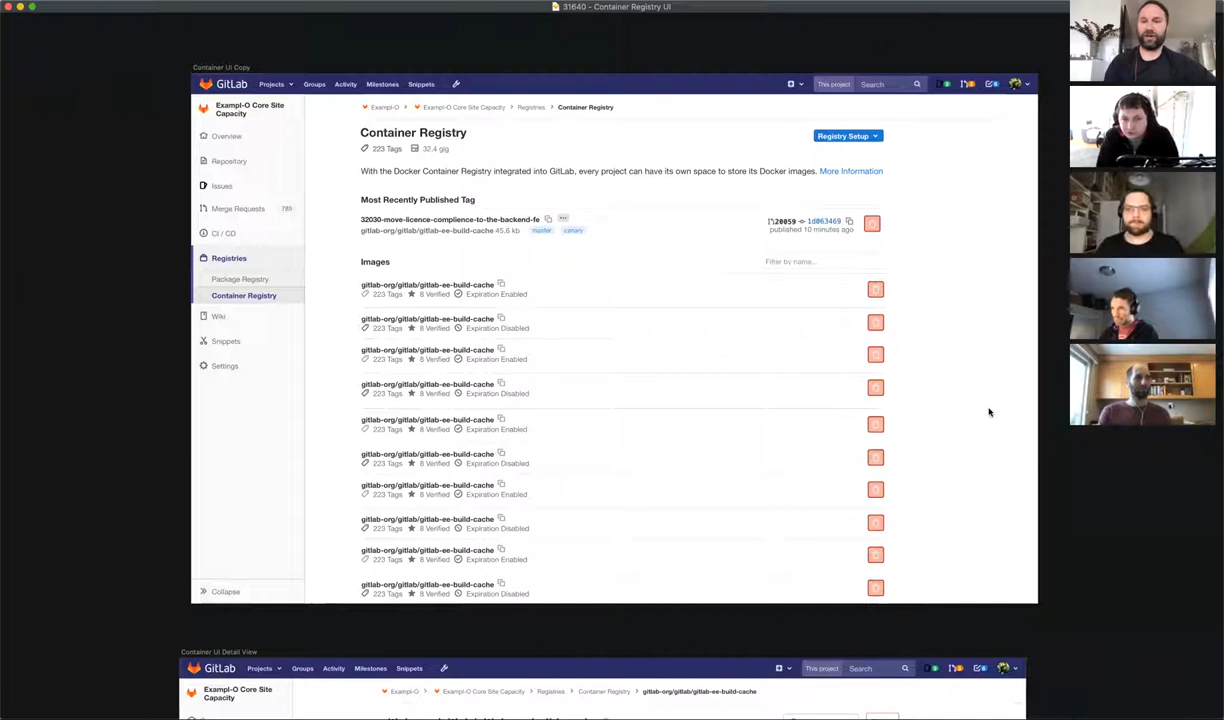 31640 - Container Registry UI
Container UI Copy
GitLab Projects Groups Activity Milestones Snippets This project Search
Exampl-O Core Site Capacity
Overview
Repository
Issues
Merge Requests 785
CI / CD
Registries
Package Registry
Container Registry
Wiki
Snippets
Settings
Collapse
Exampl-O > Exampl-O Core Site Capacity > Registries > Container Registry
Container Registry
223 Tags 32.4 gig
Registry Setup
With the Docker Container Registry integrated into GitLab, every project can have its own space to store its Docker images. More Information
Most Recently Published Tag
32030-move-licence-complience-to-the-backend-fe
gitlab-org/gitlab/gitlab-ee-build-cache 45.6 kb master canary
20059 1d063469
published 10 minutes ago
Images
Filter by name...
gitlab-org/gitlab/gitlab-ee-build-cache
223 Tags 8 Verified Expiration Enabled
gitlab-org/gitlab/gitlab-ee-build-cache
223 Tags 8 Verified Expiration Disabled
gitlab-org/gitlab/gitlab-ee-build-cache
223 Tags 8 Verified Expiration Enabled
gitlab-org/gitlab/gitlab-ee-build-cache
223 Tags 8 Verified Expiration Disabled
gitlab-org/gitlab/gitlab-ee-build-cache
223 Tags 8 Verified Expiration Enabled
gitlab-org/gitlab/gitlab-ee-build-cache
223 Tags 8 Verified Expiration Disabled
gitlab-org/gitlab/gitlab-ee-build-cache
223 Tags 8 Verified Expiration Enabled
gitlab-org/gitlab/gitlab-ee-build-cache
223 Tags 8 Verified Expiration Disabled
gitlab-org/gitlab/gitlab-ee-build-cache
223 Tags 8 Verified Expiration Enabled
gitlab-org/gitlab/gitlab-ee-build-cache
223 Tags 8 Verified Expiration Disabled
Container UI Detail View
GitLab Projects Groups Activity Milestones Snippets This project Search
Exampl-O Core Site Capacity
Exampl-O > Exampl-O Core Site Capacity > Registries > Container Registry > gitlab-org/gitlab/gitlab-ee-build-cache